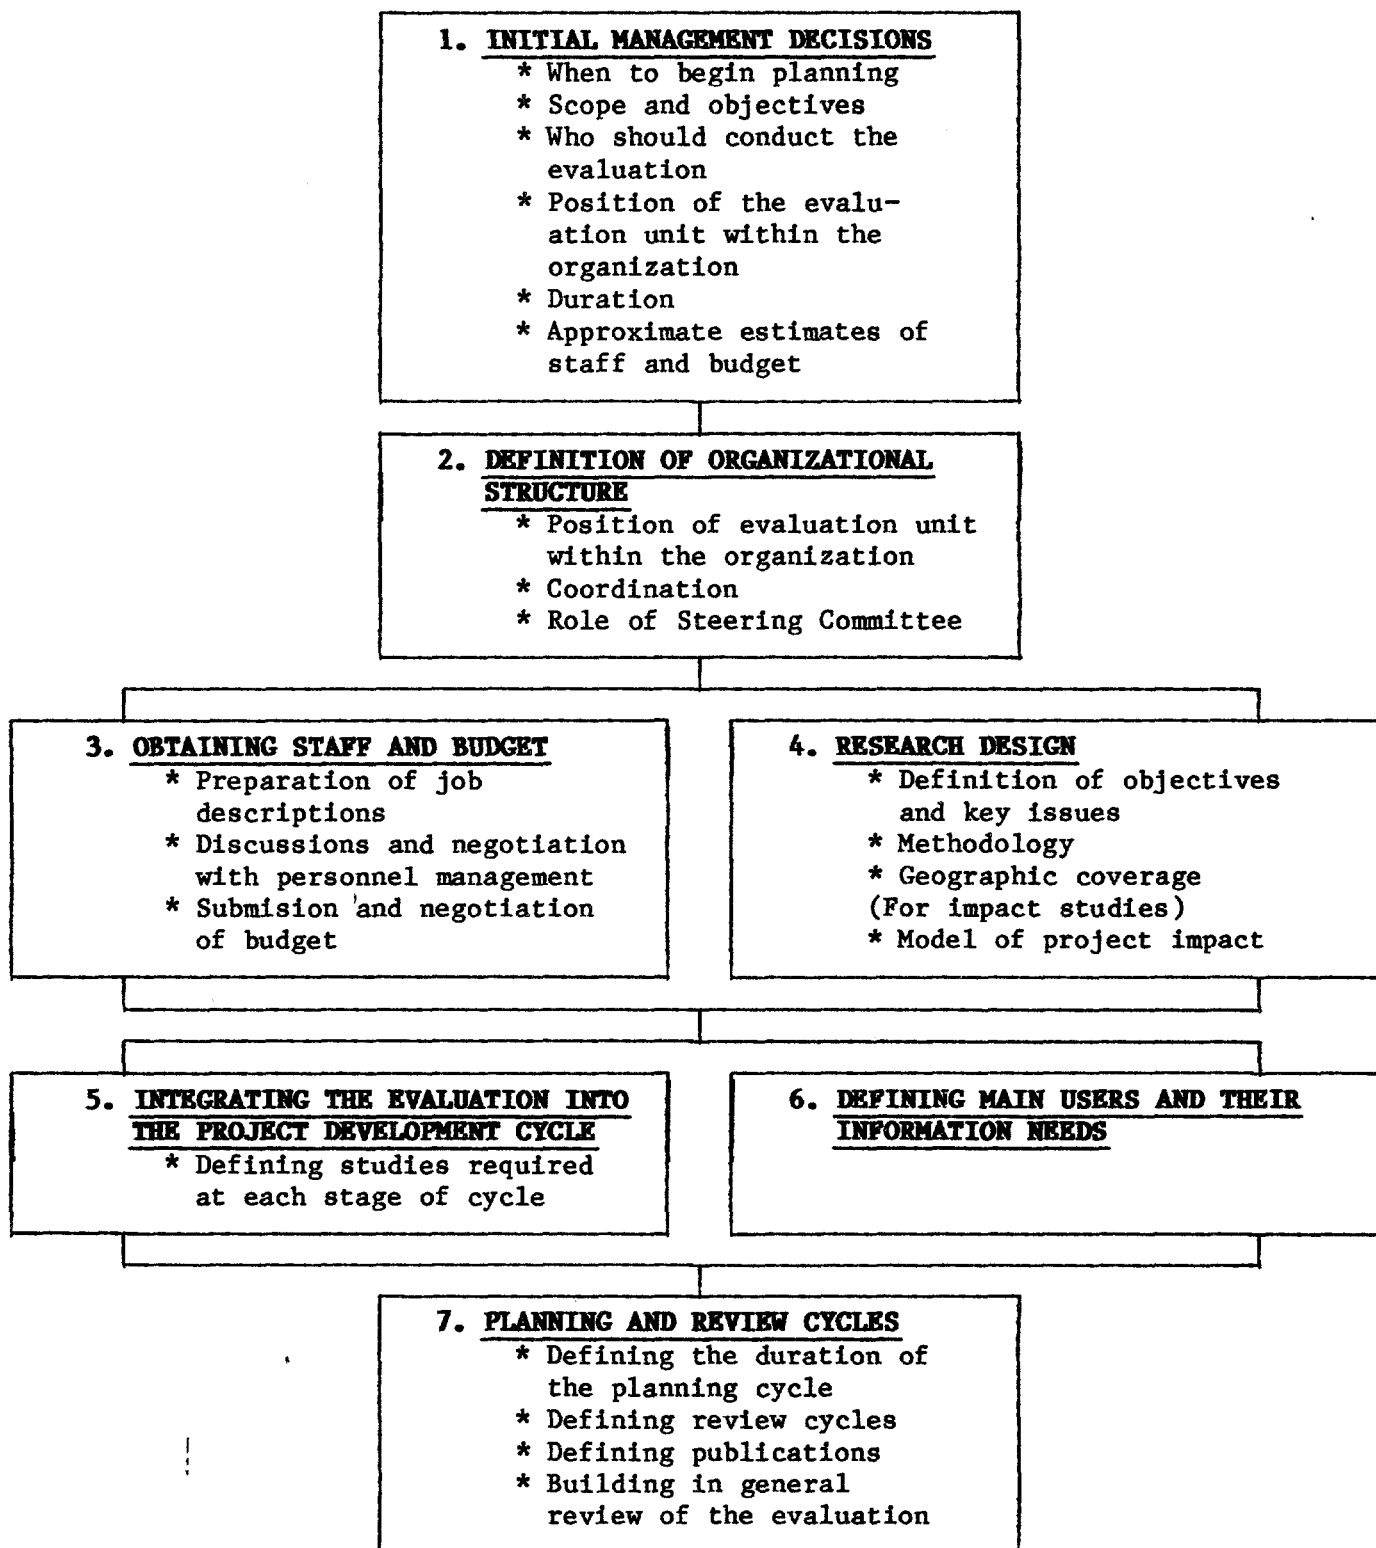 1. INITIAL MANAGEMENT DECISIONS
* When to begin planning
* Scope and objectives
* Who should conduct the
evaluation
* Position of the evalu-
ation unit within the
organization
* Duration
* Approximate estimates of
staff and budget
2. DEFINITION OF ORGANIZATIONAL
STRUCTURE
* Position of evaluation unit
within the organization
* Coordination
* Role of Steering Committee
3. OBTAINING STAFF AND BUDGET
* Preparation of job
descriptions
* Discussions and negotiation
with personnel management
* Submision and negotiation
of budget
4. RESEARCH DESIGN
* Definition of objectives
and key issues
* Methodology
* Geographic coverage
(For impact studies)
* Model of project impact
5. INTEGRATING THE EVALUATION INTO
THE PROJECT DEVELOPMENT CYCLE
* Defining studies required
at each stage of cycle
6. DEFINING MAIN USERS AND THEIR
INFORMATION NEEDS
7. PLANNING AND REVIEW CYCLES
* Defining the duration of
the planning cycle
* Defining review cycles
* Defining publications
* Building in general
review of the evaluation